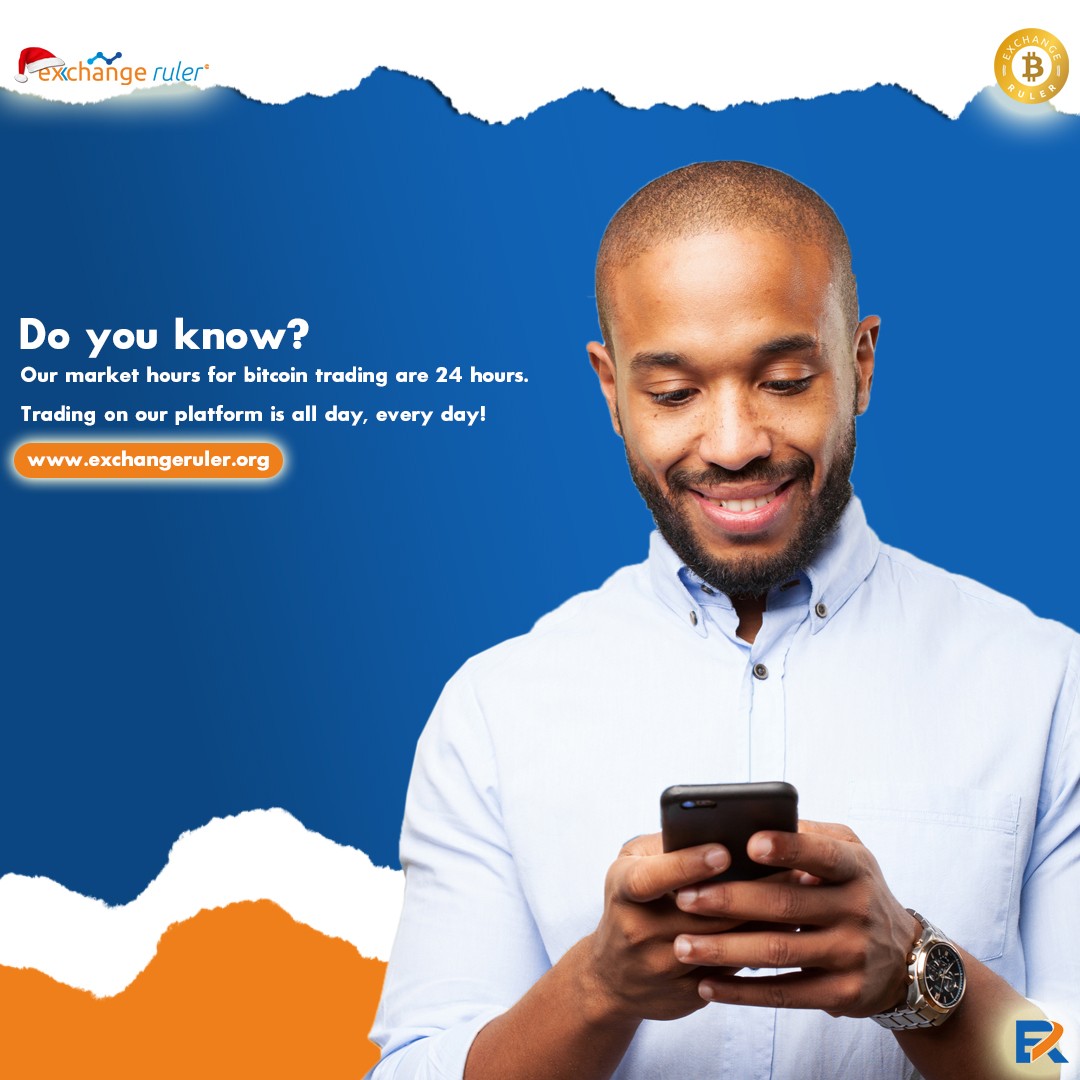 exchange ruler
EXCHANGE
RULER
Do you know?
Our market hours for bitcoin trading are 24 hours.
Trading on our platform is all day, every day!
www.exchangeruler.org
ER